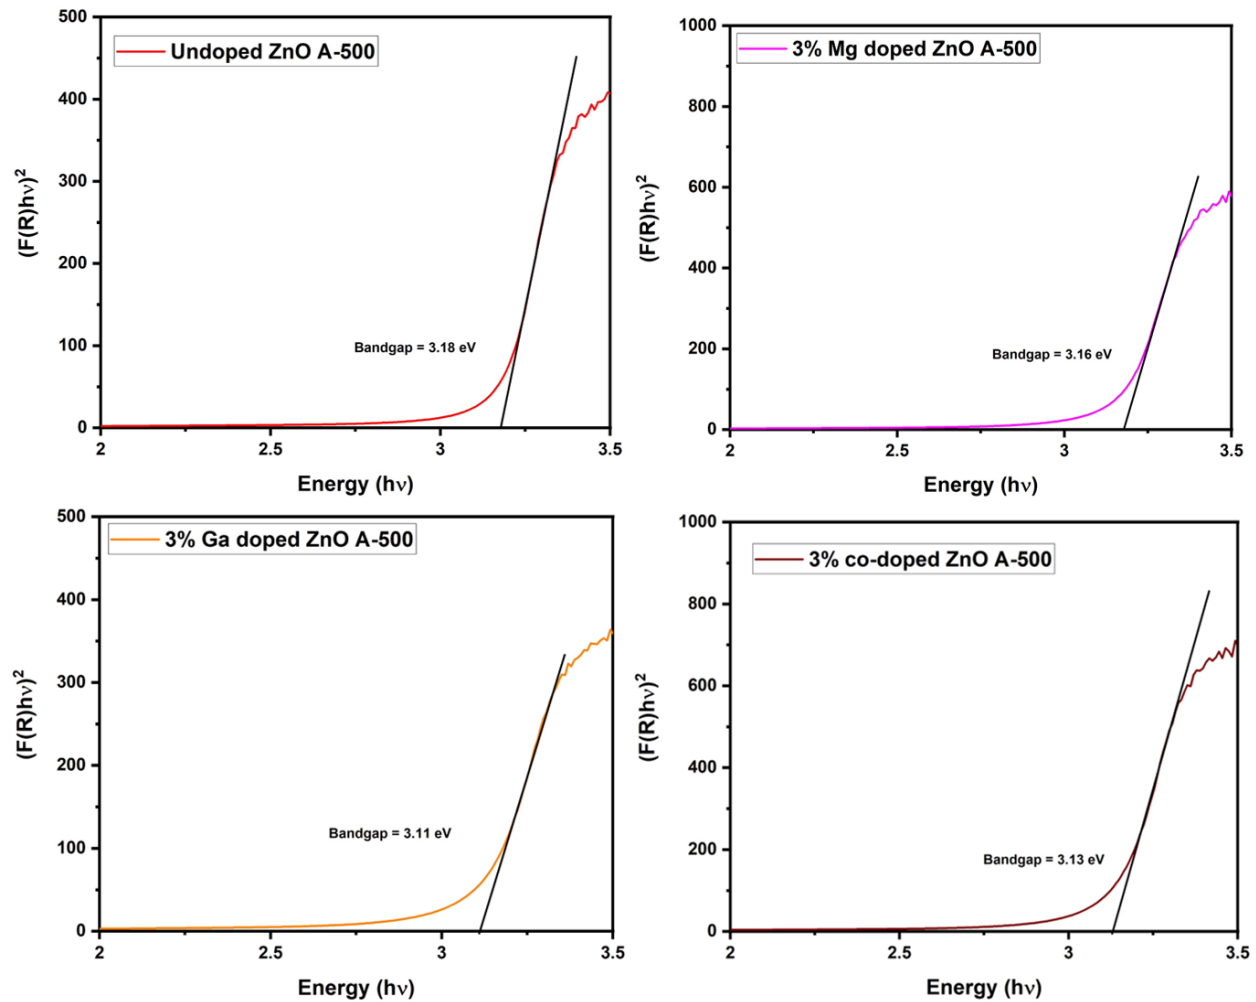 Undoped ZnO A-500
500
400
300
200
100
0
(F(R)hν)²
Bandgap = 3.18 eV
2
2.5
3
3.5
Energy (hν)
3% Mg doped ZnO A-500
1000
800
600
400
200
0
(F(R)hν)²
Bandgap = 3.16 eV
2
2.5
3
3.5
Energy (hν)
3% Ga doped ZnO A-500
500
400
300
200
100
0
(F(R)hν)²
Bandgap = 3.11 eV
2
2.5
3
3.5
Energy (hν)
3% co-doped ZnO A-500
1000
800
600
400
200
0
(F(R)hν)²
Bandgap = 3.13 eV
2
2.5
3
3.5
Energy (hν)